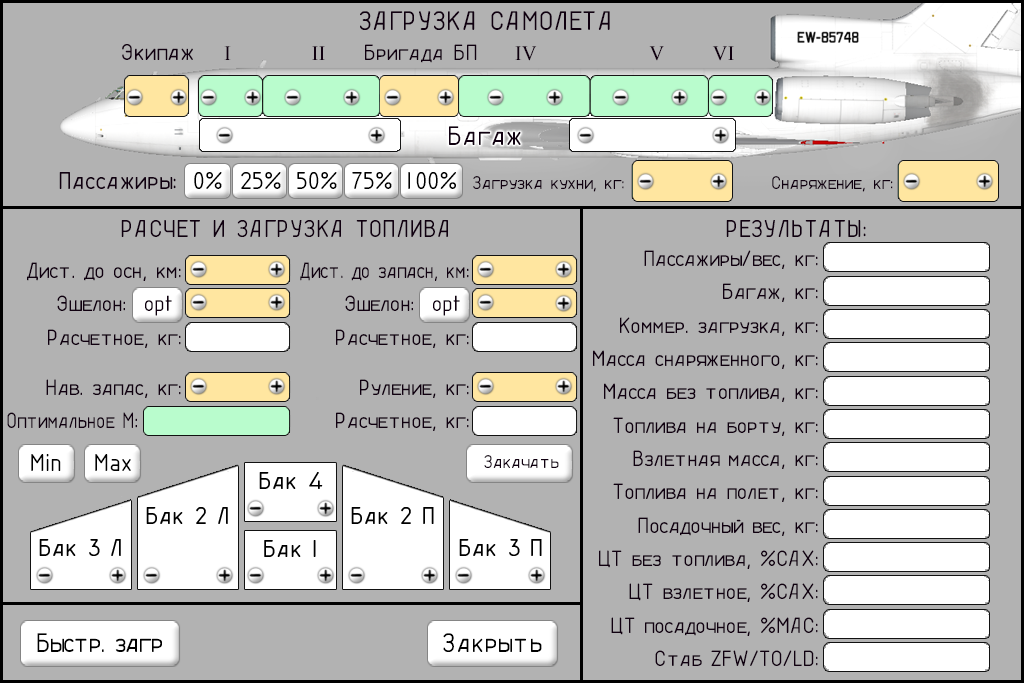 ЗАГРУЗКА САМОЛЕТА
EW-85748
Экипаж I II Бригада БП IV V VI
Багаж
Пассажиры: 0% 25% 50% 75% 100% Загрузка кухни, кг: Снаряжение, кг:
РАСЧЕТ И ЗАГРУЗКА ТОПЛИВА
Дист. до осн, км: Дист. до запасн, км:
Эшелон: opt Эшелон: opt
Расчетное, кг: Расчетное, кг:
Нав. запас, кг: Руление, кг:
Оптимальное М: Расчетное, кг:
Min Max Закачать
Бак 4
Бак 2 Л Бак 2 П
Бак 3 Л Бак 1 Бак 3 П
Быстр. загр Закрыть
РЕЗУЛЬТАТЫ:
Пассажиры/вес, кг:
Багаж, кг:
Коммер. загрузка, кг:
Масса снаряженного, кг:
Масса без топлива, кг:
Топлива на борту, кг:
Взлетная масса, кг:
Топлива на полет, кг:
Посадочный вес, кг:
ЦТ без топлива, %САХ:
ЦТ взлетное, %САХ:
ЦТ посадочное, %MAC:
Стаб ZFW/TO/LD: